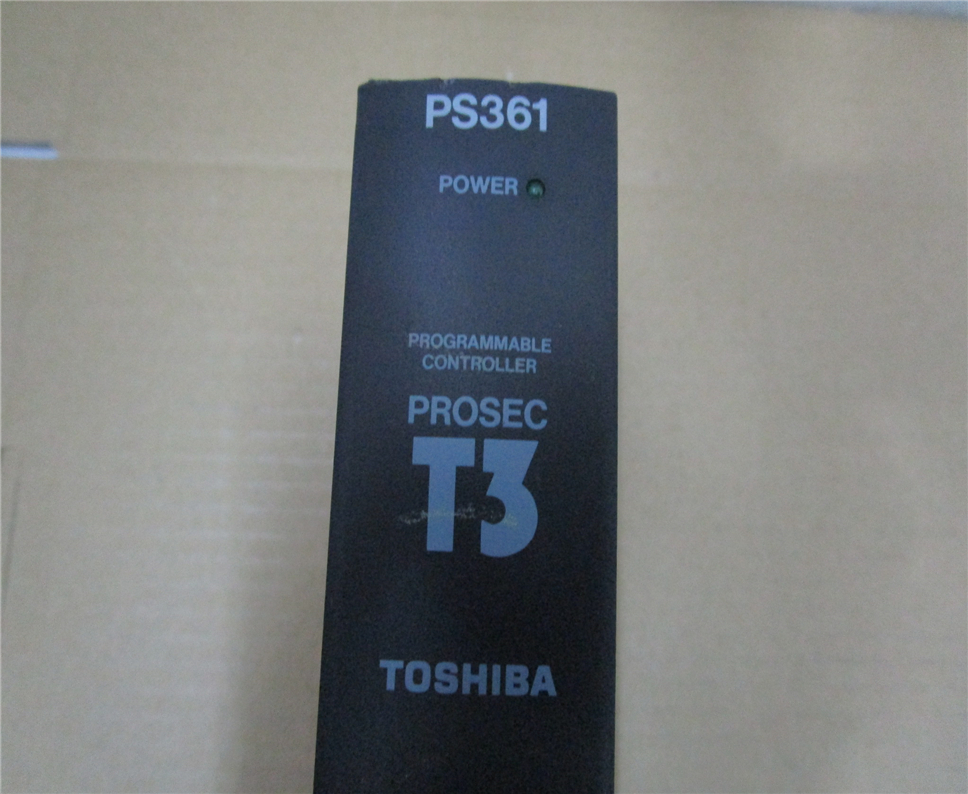 PS361
POWER
PROGRAMMABLE
CONTROLLER
PROSEC
T3
TOSHIBA